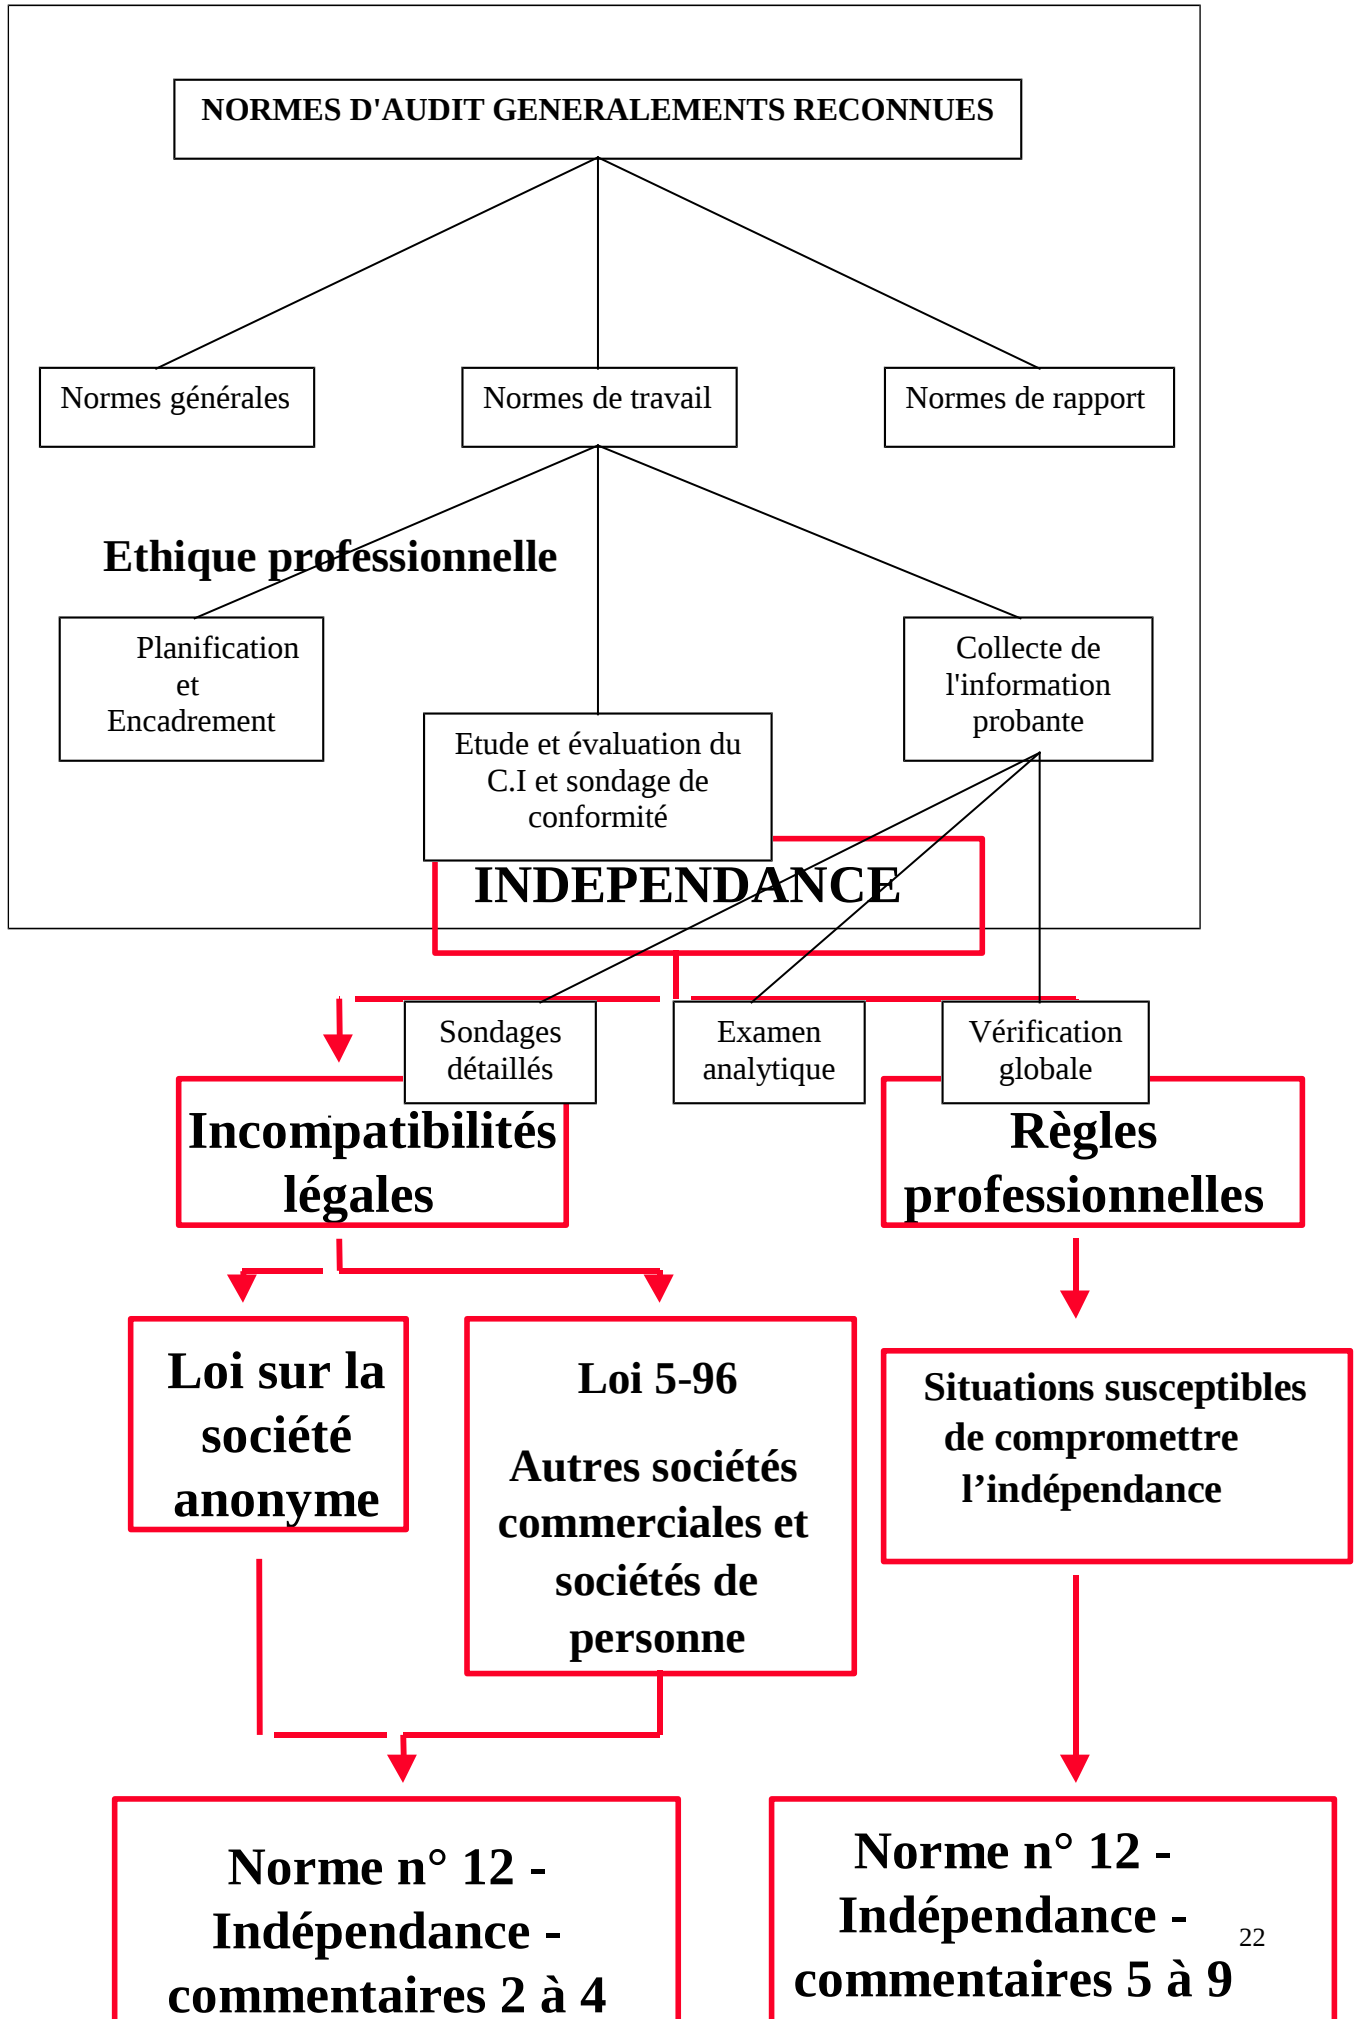 NORMES D'AUDIT GENERALEMENTS RECONNUES
Normes générales
Normes de travail
Normes de rapport
Ethique professionnelle
Planification
et
Encadrement
Etude et évaluation du
C.I et sondage de
conformité
Collecte de
l'information
probante
INDEPENDANCE
Sondages
détaillés
Examen
analytique
Vérification
globale
Incompatibilités
légales
Règles
professionnelles
Loi sur la
société
anonyme
Loi 5-96
Autres sociétés
commerciales et
sociétés de
personne
Situations susceptibles
de compromettre
l’indépendance
Norme n° 12 -
Indépendance -
commentaires 2 à 4
Norme n° 12 -
Indépendance -
commentaires 5 à 9
22